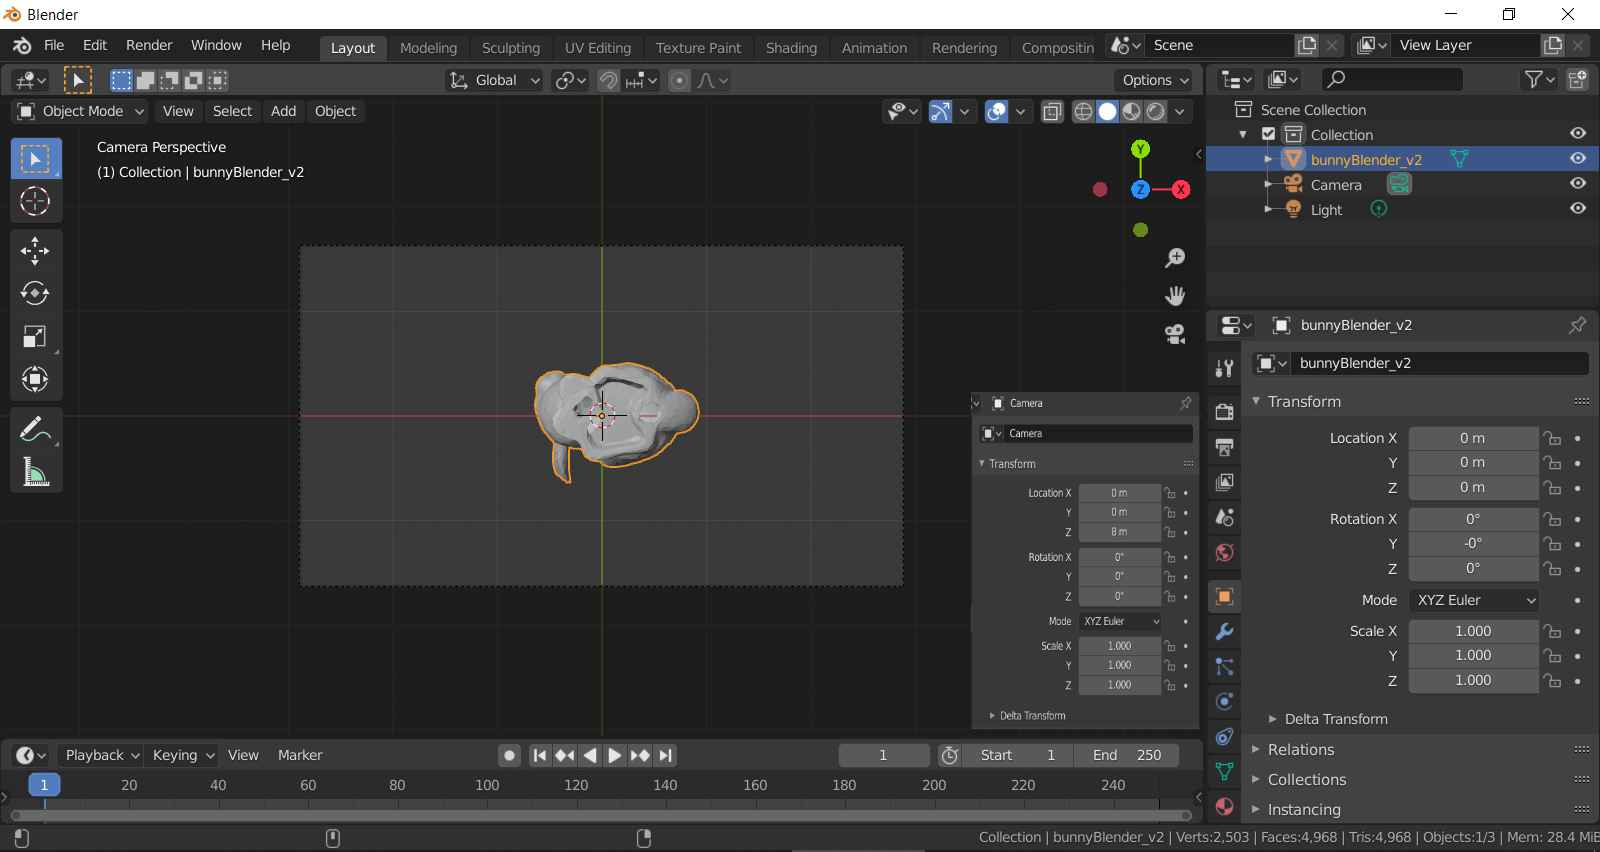 Blender
File Edit Render Window Help
Layout Modeling Sculpting UV Editing Texture Paint Shading Animation Rendering Compositin
Scene
View Layer
Global
Options
Object Mode View Select Add Object
Camera Perspective
(1) Collection | bunnyBlender_v2
Y
Z X
Scene Collection
Collection
bunnyBlender_v2
Camera
Light
Camera
Camera
Transform
Location X 0 m
Y 0 m
Z 8 m
Rotation X 0°
Y 0°
Z 0°
Mode XYZ Euler
Scale X 1.000
Y 1.000
Z 1.000
Delta Transform
bunnyBlender_v2
bunnyBlender_v2
Transform
Location X 0 m
Y 0 m
Z 0 m
Rotation X 0°
Y -0°
Z 0°
Mode XYZ Euler
Scale X 1.000
Y 1.000
Z 1.000
Delta Transform
Relations
Collections
Instancing
Playback Keying View Marker
1
Start 1
End 250
1 20 40 60 80 100 120 140 160 180 200 220 240
Collection | bunnyBlender_v2 | Verts:2,503 | Faces:4,968 | Tris:4,968 | Objects:1/3 | Mem: 28.4 MiB